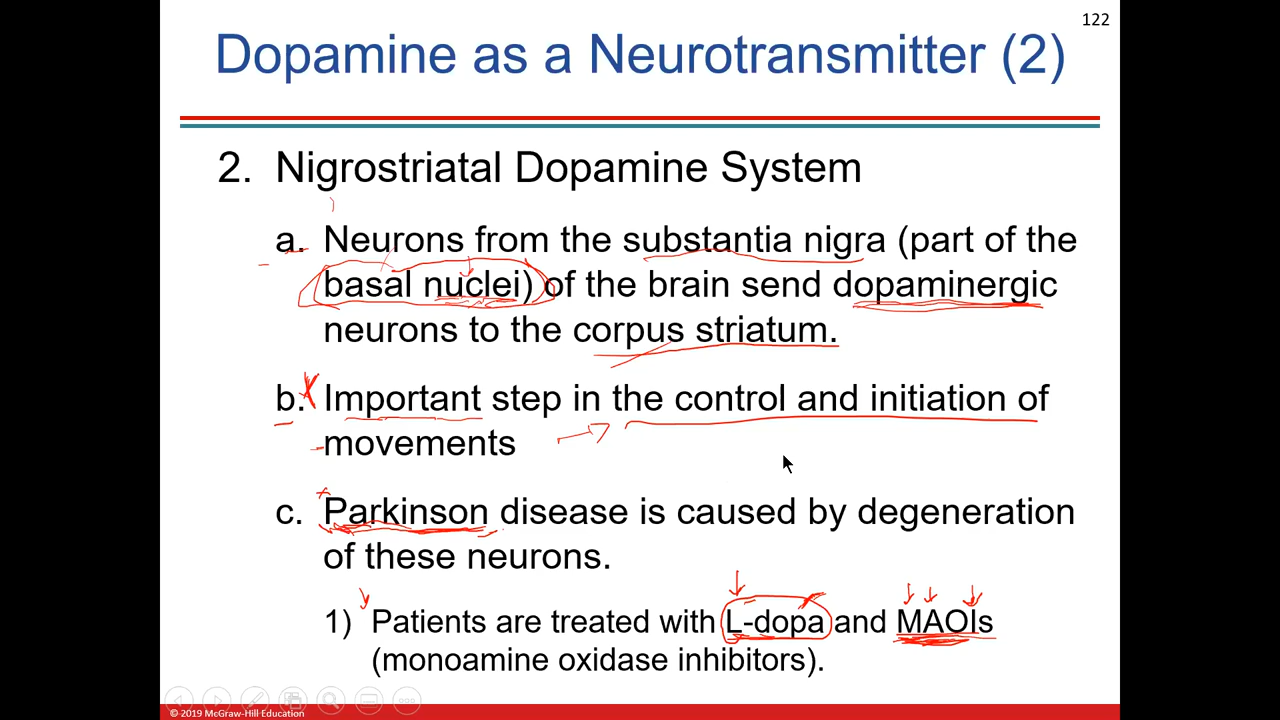 122
Dopamine as a Neurotransmitter (2)
2. Nigrostriatal Dopamine System
a. Neurons from the substantia nigra (part of the
basal nuclei) of the brain send dopaminergic
neurons to the corpus striatum.
b. Important step in the control and initiation of
movements
c. Parkinson disease is caused by degeneration
of these neurons.
1) Patients are treated with L-dopa and MAOIs
(monoamine oxidase inhibitors).
© 2019 McGraw-Hill Education